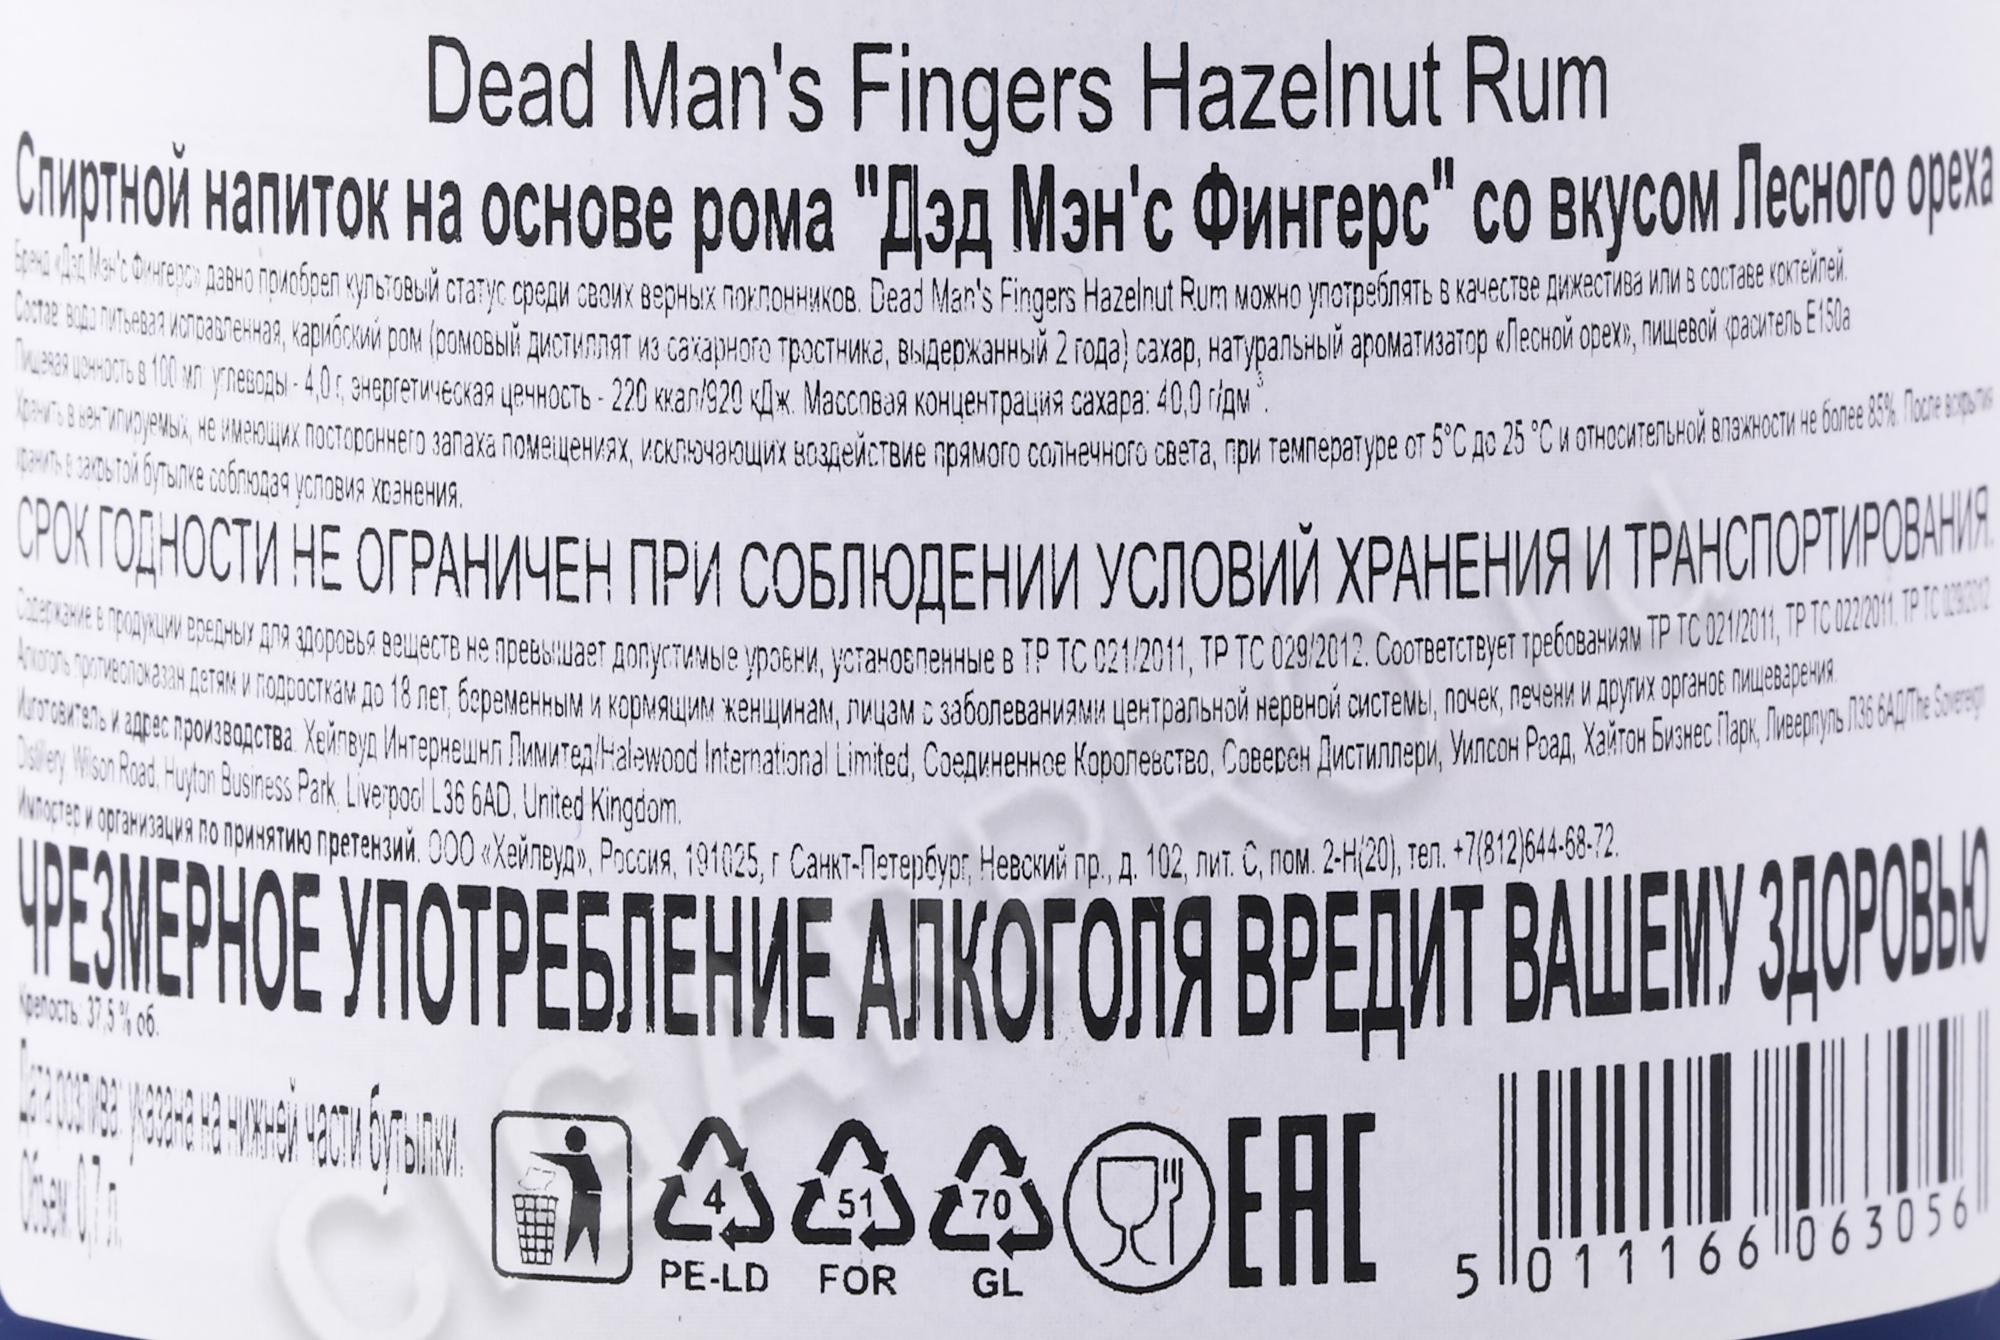 Dead Man's Fingers Hazelnut Rum
Спиртной напиток на основе рома "Дэд Мэн'с Фингерс" со вкусом Лесного ореха
Бренд «Дэд Мэн'с Фингерс» давно приобрел культовый статус среди своих верных поклонников. Dead Man's Fingers Hazelnut Rum можно употреблять в качестве дижестива или в составе коктейлей.
Состав: вода питьевая исправленная, карибский ром (ромовый дистиллят из сахарного тростника, выдержанный 2 года) сахар, натуральный ароматизатор «Лесной орех», пищевой краситель Е150а
Пищевая ценность в 100 мл: углеводы - 4,0 г, энергетическая ценность - 220 ккал/920 кДж. Массовая концентрация сахара: 40,0 г/дм³.
Хранить в вентилируемых, не имеющих постороннего запаха помещениях, исключающих воздействие прямого солнечного света, при температуре от 5°С до 25 °С и относительной влажности не более 85%. После вскрытия
хранить в закрытой бутылке соблюдая условия хранения.
СРОК ГОДНОСТИ НЕ ОГРАНИЧЕН ПРИ СОБЛЮДЕНИИ УСЛОВИЙ ХРАНЕНИЯ И ТРАНСПОРТИРОВАНИЯ.
Содержание в продукции вредных для здоровья веществ не превышает допустимые уровни, установленные в ТР ТС 021/2011, ТР ТС 029/2012. Соответствует требованиям ТР ТС 021/2011, ТР ТС 022/2011, ТР ТС 029/2012
Алкоголь противопоказан детям и подросткам до 18 лет, беременным и кормящим женщинам, лицам с заболеваниями центральной нервной системы, почек, печени и других органов пищеварения.
Изготовитель и адрес производства: Хейлвуд Интернешнл Лимитед/Halewood International Limited, Соединенное Королевство, Соверен Дистиллери, Уилсон Роад, Хайтон Бизнес Парк, Ливерпуль Л36 6АД/The Sovereign
Distillery, Wilson Road, Huyton Business Park, Liverpool L36 6AD, United Kingdom.
Импортер и организация по принятию претензий: ООО «Хейлвуд», Россия, 191025, г. Санкт-Петербург, Невский пр., д. 102, лит. С, пом. 2-Н(20), тел. +7(812)644-68-72.
ЧРЕЗМЕРНОЕ УПОТРЕБЛЕНИЕ АЛКОГОЛЯ ВРЕДИТ ВАШЕМУ ЗДОРОВЬЮ
Крепость: 37,5 % об.
Дата розлива: указана на нижней части бутылки.
Объем: 0,7 л.
4 51 70
PE-LD FOR GL
EAC
5 011166 063056
CIGARPRO.ru